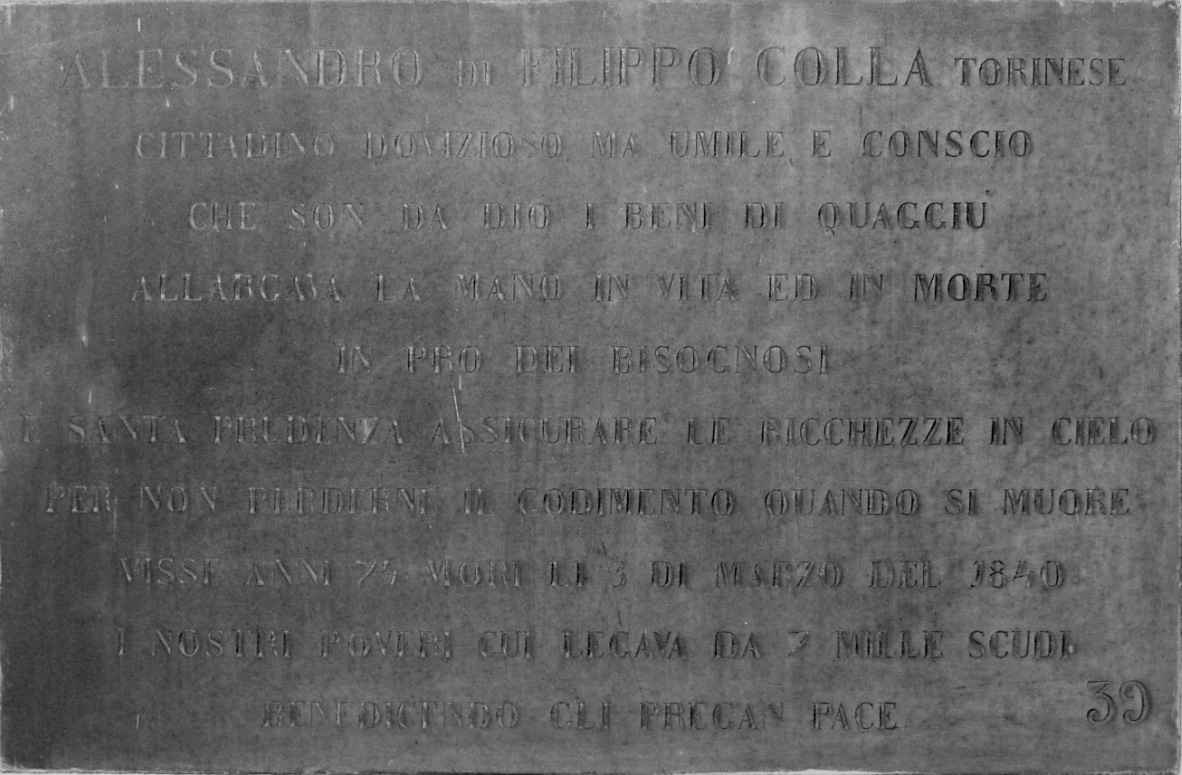 ALESSANDRO DI FILIPPO COLLA TORINESE
CITTADINO DOVIZIOSO MA UMILE E CONSCIO
CHE SON DA DIO I BENI DI QUAGGIU
ALLARGAVA LA MANO IN VITA ED IN MORTE
IN PRO DEI BISOGNOSI
E SANTA PRUDENZA ASSICURARE LE RICCHEZZE IN CIELO
PER NON PERDERNE IL GODIMENTO QUANDO SI MUORE
VISSE ANNI 74 MORI LI 3 DI MARZO DEL 1840
I NOSTRI POVERI CUI LEGAVA DA 7 MILLE SCUDI
BENEDICENDO GLI PREGAN PACE
39